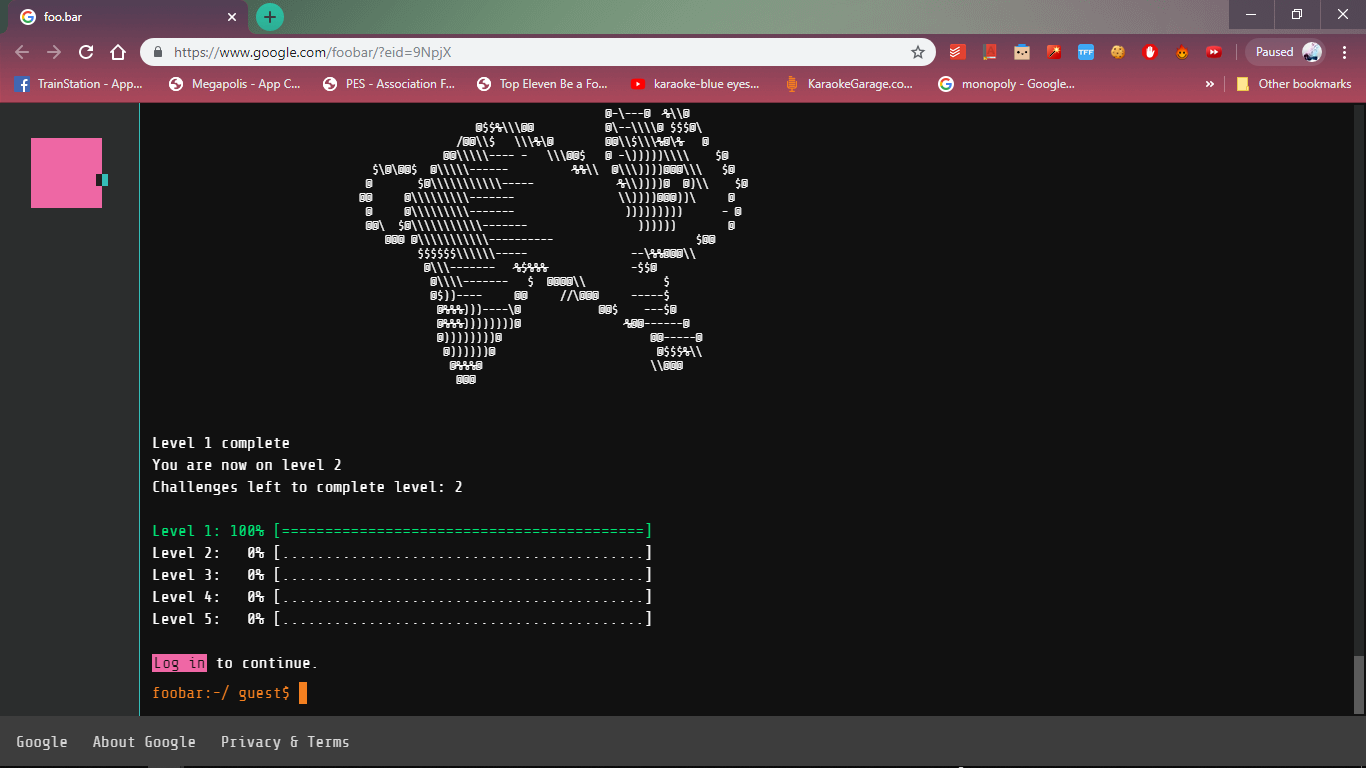 foo.bar
https://www.google.com/foobar/?eid=9NpjX
TFF
Paused
TrainStation - App...
Megapolis - App C...
PES - Association F...
Top Eleven Be a Fo...
karaoke-blue eyes...
KaraokeGarage.co...
monopoly - Google...
»
Other bookmarks
Level 1 complete
You are now on level 2
Challenges left to complete level: 2
Level 1: 100% [==========================================]
Level 2:   0% [..........................................]
Level 3:   0% [..........................................]
Level 4:   0% [..........................................]
Level 5:   0% [..........................................]
Log in to continue.
foobar:~/ guest$
Google About Google Privacy & Terms